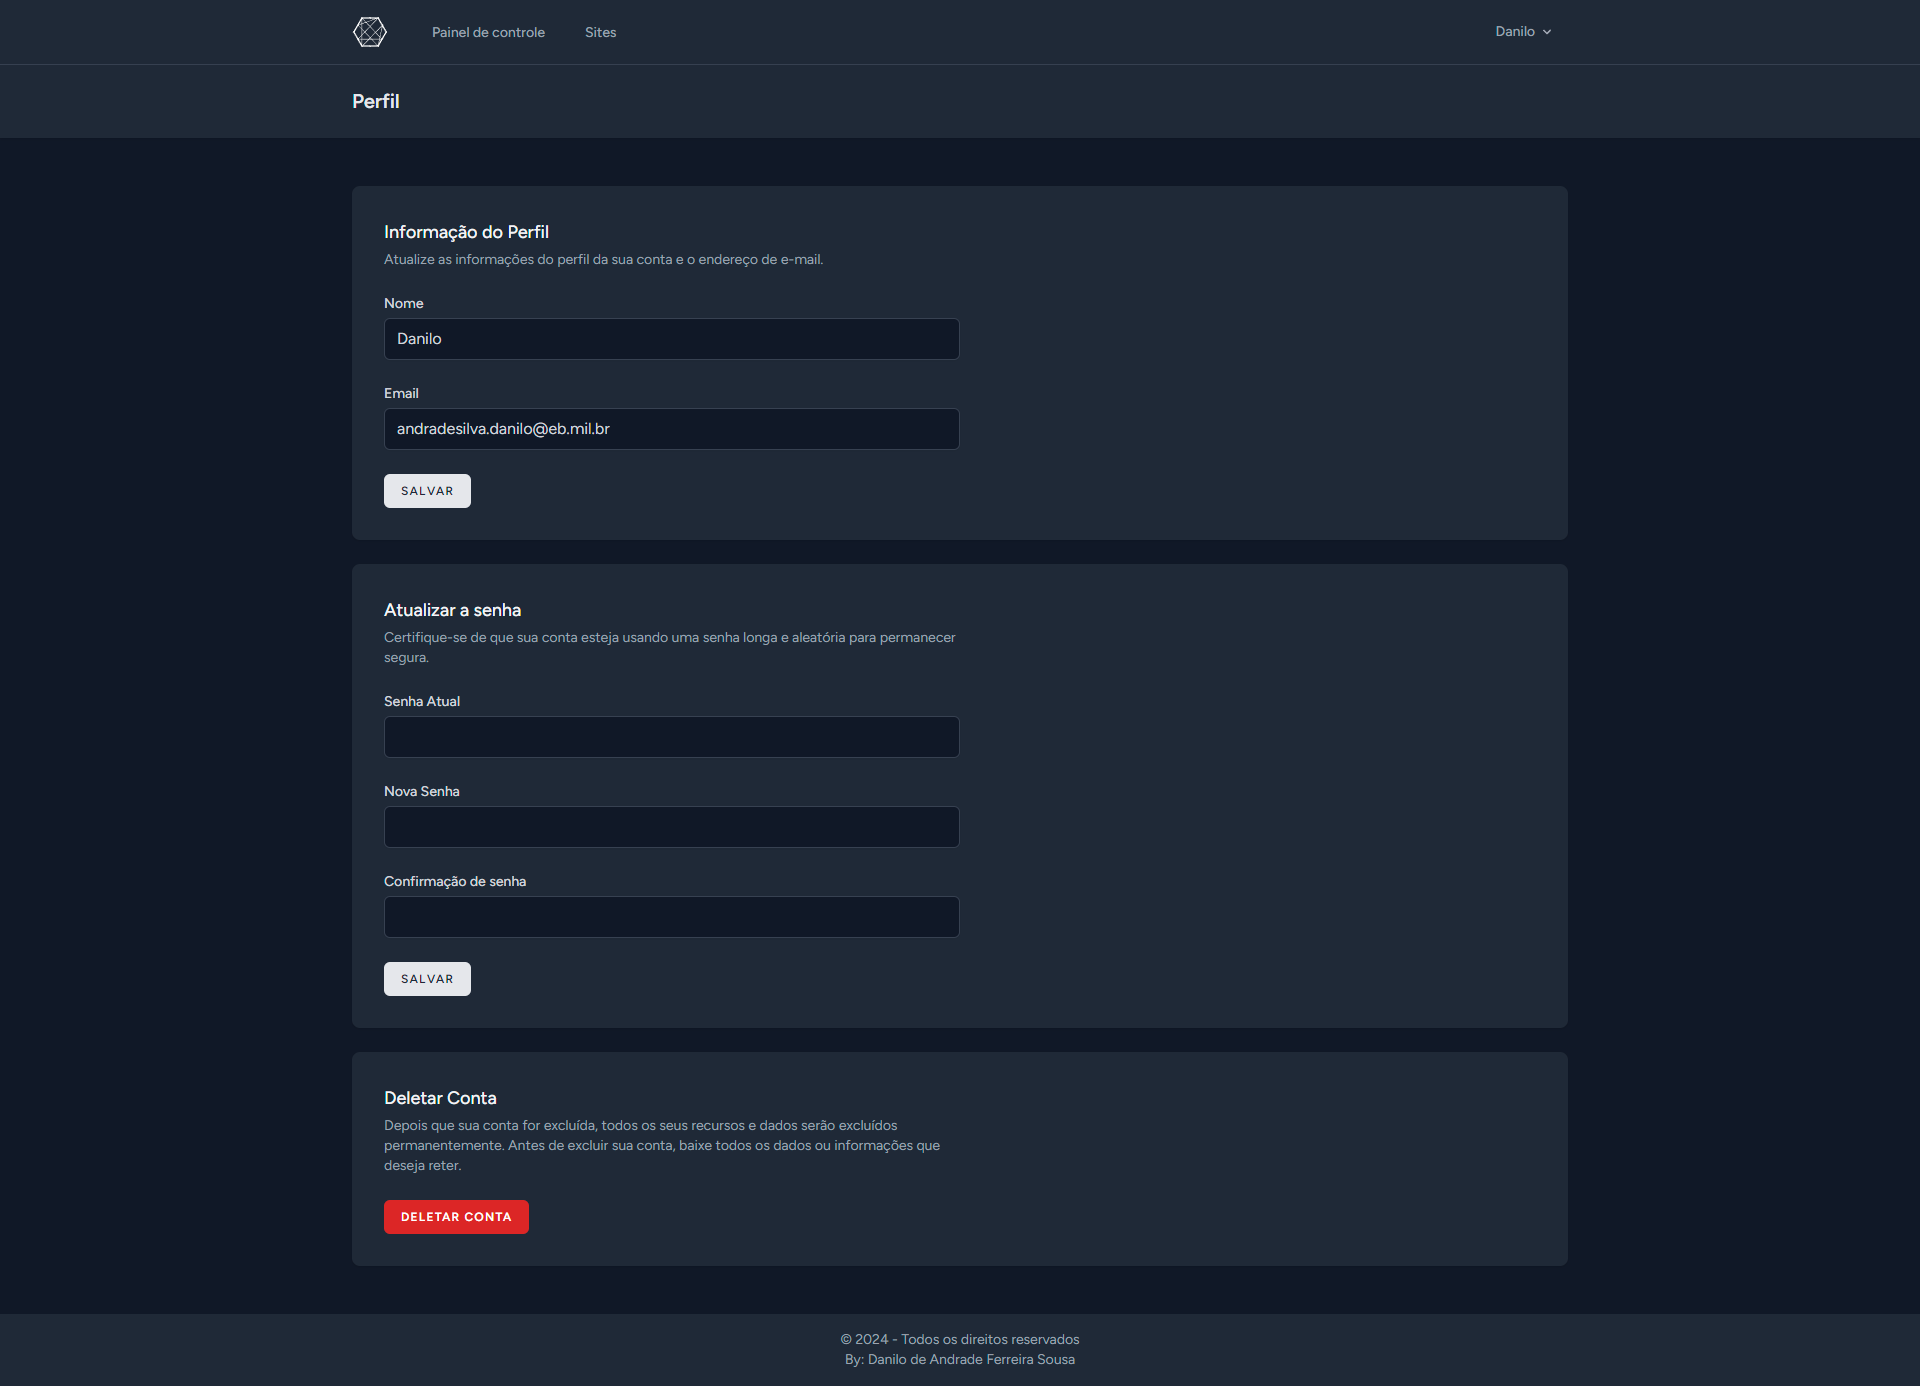 Painel de controle
Sites
Danilo
Perfil
Informação do Perfil
Atualize as informações do perfil da sua conta e o endereço de e-mail.
Nome
Danilo
Email
andradesilva.danilo@eb.mil.br
SALVAR
Atualizar a senha
Certifique-se de que sua conta esteja usando uma senha longa e aleatória para permanecer
segura.
Senha Atual
Nova Senha
Confirmação de senha
SALVAR
Deletar Conta
Depois que sua conta for excluída, todos os seus recursos e dados serão excluídos
permanentemente. Antes de excluir sua conta, baixe todos os dados ou informações que
deseja reter.
DELETAR CONTA
© 2024 - Todos os direitos reservados
By: Danilo de Andrade Ferreira Sousa